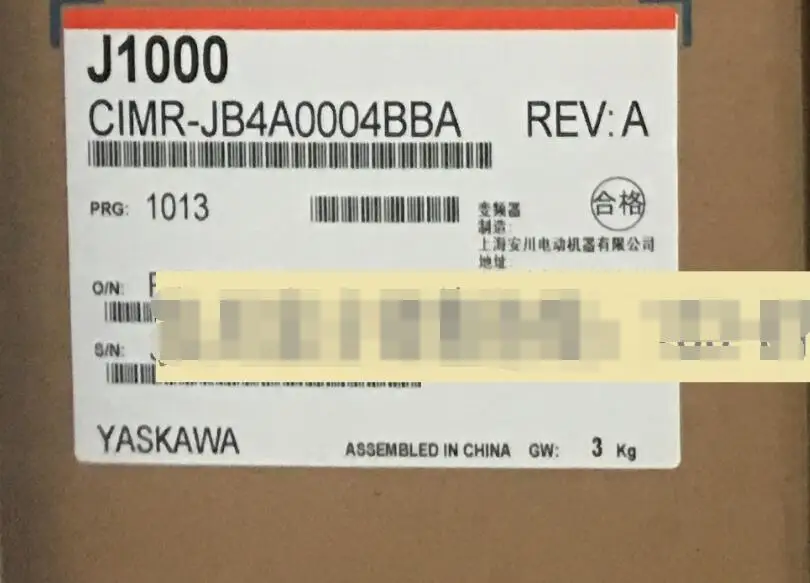 J1000
CIMR-JB4A0004BBA REV: A
PRG: 1013
合格
变频器
制造:
上海安川电动机器有限公司
地址:
O/N:
S/N:
YASKAWA ASSEMBLED IN CHINA GW: 3 Kg